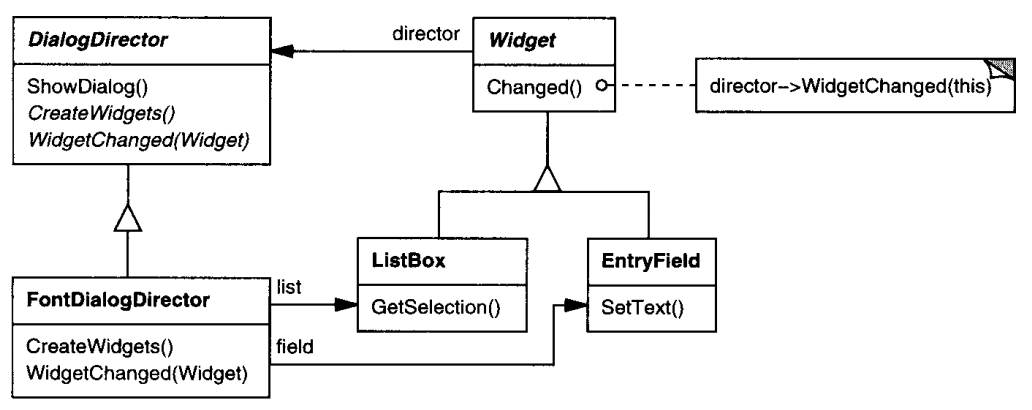 DialogDirector
ShowDialog()
CreateWidgets()
WidgetChanged(Widget)
director
Widget
Changed()
director->WidgetChanged(this)
ListBox
GetSelection()
EntryField
SetText()
FontDialogDirector
CreateWidgets()
WidgetChanged(Widget)
list
field